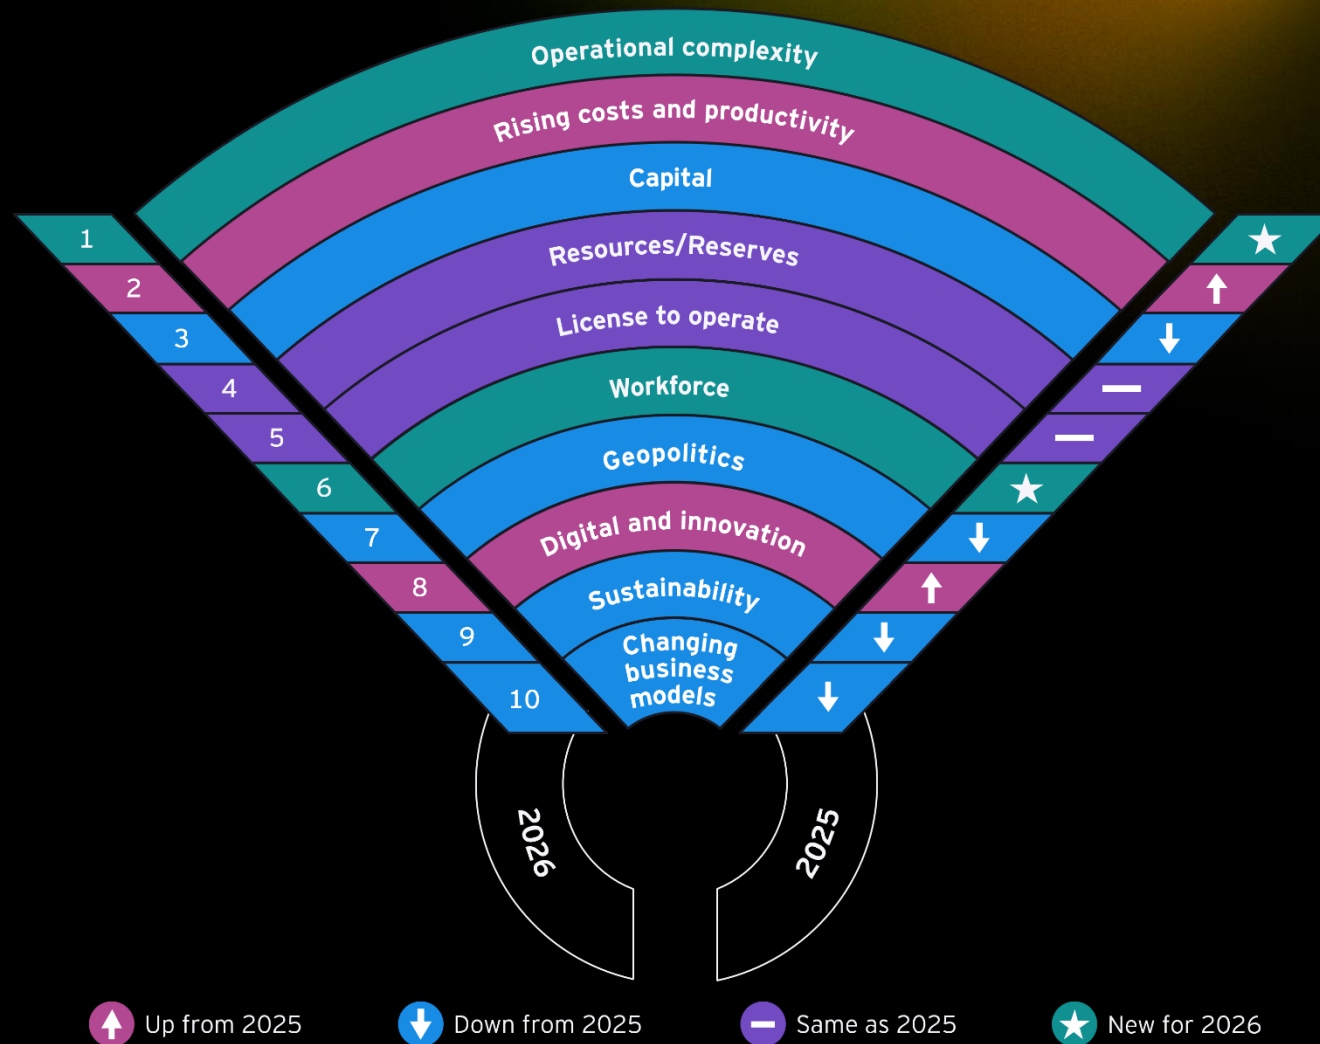 Operational complexity
Rising costs and productivity
Capital
Resources/Reserves
License to operate
Workforce
Geopolitics
Digital and innovation
Sustainability
Changing
business
models
1
2
3
4
5
6
7
8
9
10
2026
2025
Up from 2025
Down from 2025
Same as 2025
New for 2026